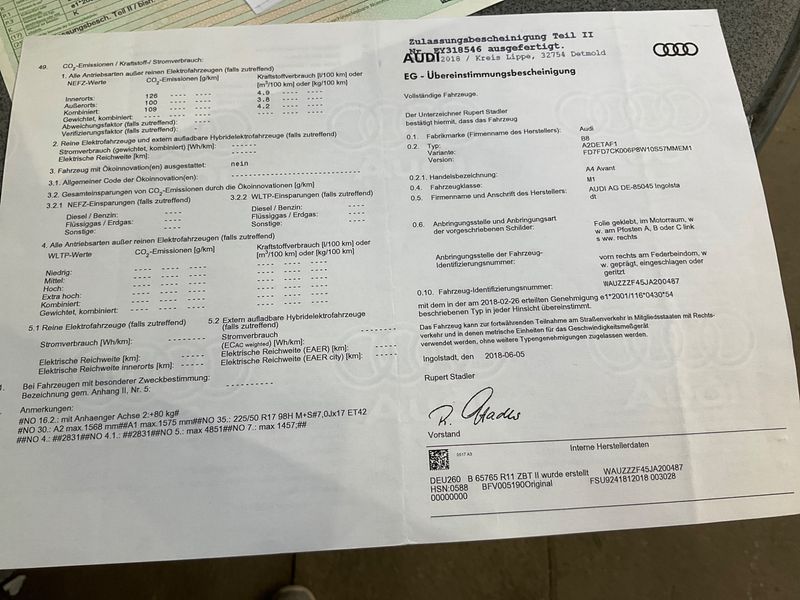 ungsbesch. Teil II / bish
49. CO2-Emissionen / Kraftstoff-/ Stromverbrauch:
1. Alle Antriebsarten außer reinen Elektrofahrzeugen (falls zutreffend)
NEFZ-Werte CO2-Emissionen [g/km] Kraftstoffverbrauch [l/100 km] oder
[m3/100 km] oder [kg/100 km]
Innerorts: 126 ---- ---- 4.9 ---- ----
Außerorts: 100 ---- ---- 3.8 ---- ----
Kombiniert: 109 ---- ---- 4.2 ---- ----
Gewichtet, kombiniert: ---- ---- ----
Abweichungsfaktor (falls zutreffend): ----
Verifizierungsfaktor (falls zutreffend): -
2. Reine Elektrofahrzeuge und extern aufladbare Hybridelektrofahrzeuge (falls zutreffend)
Stromverbrauch (gewichtet, kombiniert) [Wh/km]: ----
Elektrische Reichweite [km]: ----
3. Fahrzeug mit Ökoinnovation(en) ausgestattet: nein
3.1. Allgemeiner Code der Ökoinnovation(en):
3.2. Gesamteinsparungen von CO2-Emissionen durch die Ökoinnovationen [g/km]
3.2.1 NEFZ-Einsparungen (falls zutreffend) 3.2.2 WLTP-Einsparungen (falls zutreffend)
Diesel / Benzin: ---- Diesel / Benzin: ----
Flüssiggas / Erdgas: ---- Flüssiggas / Erdgas: ----
Sonstige: ---- Sonstige: ----
4. Alle Antriebsarten außer reinen Elektrofahrzeugen (falls zutreffend)
WLTP-Werte CO2-Emissionen [g/km] Kraftstoffverbrauch [l/100 km] oder
[m3/100 km] oder [kg/100 km]
Niedrig: ---- ---- ---- ---- ---- ----
Mittel: ---- ---- ---- ---- ---- ----
Hoch: ---- ---- ---- ---- ---- ----
Extra hoch: ---- ---- ---- ---- ---- ----
Kombiniert: ---- ---- ---- ---- ---- ----
Gewichtet, kombiniert: ---- ---- ---- ---- ---- ----
5.1 Reine Elektrofahrzeuge (falls zutreffend) 5.2 Extern aufladbare Hybridelektrofahrzeuge
(falls zutreffend)
Stromverbrauch [Wh/km]: ---- Stromverbrauch
(ECAC weighted) [Wh/km]:
Elektrische Reichweite [km]: ---- Elektrische Reichweite (EAER) [km]: ----
Elektrische Reichweite innerorts [km]: ---- Elektrische Reichweite (EAER city) [km]: ----
Bei Fahrzeugen mit besonderer Zweckbestimmung:
Bezeichnung gem. Anhang II, Nr. 5:
Anmerkungen:
#NO 16.2.: mit Anhaenger Achse 2:+80 kg#
#NO 30.: A2 max.1568 mm##A1 max.1575 mm##NO 35.: 225/50 R17 98H M+S#7,0Jx17 ET42
##NO 4.: ##2831##NO 4.1.: ##2831##NO 5.: max 4851##NO 7.: max 1457;##
Zulassungsbescheinigung Teil II
Nr. EY318546 ausgefertigt.
AUDI 2018 / Kreis Lippe, 32754 Detmold
EG - Übereinstimmungsbescheinigung
Vollständige Fahrzeuge.
Der Unterzeichner Rupert Stadler
bestätigt hiermit, dass das Fahrzeug
0.1. Fabrikmarke (Firmenname des Herstellers): Audi
0.2. Typ: B8
Variante: A2DETAF1
Version: FD7FD7CK006P8W10S57MMEM1
0.2.1. Handelsbezeichnung: A4 Avant
0.4. Fahrzeugklasse: M1
0.5. Firmenname und Anschrift des Herstellers: AUDI AG DE-85045 Ingolsta
dt
0.6. Anbringungsstelle und Anbringungsart
der vorgeschriebenen Schilder: Folie geklebt, im Motorraum, w
w. am Pfosten A, B oder C link
s ww. rechts
Anbringungsstelle der Fahrzeug-
Identifizierungsnummer: vorn rechts am Federbeindom, w
w. geprägt, eingeschlagen oder
geritzt
0.10. Fahrzeug-Identifizierungsnummer: WAUZZZF45JA200487
mit dem in der am 2018-02-26 erteilten Genehmigung e1*2001/116*0430*54
beschriebenen Typ in jeder Hinsicht übereinstimmt.
Das Fahrzeug kann zur fortwährenden Teilnahme am Straßenverkehr in Mitgliedsstaaten mit Rechts-
verkehr und in denen metrische Einheiten für das Geschwindigkeitsmeßgerät
verwendet werden, ohne weitere Typengenehmigungen zugelassen werden.
Ingolstadt, den 2018-06-05
Rupert Stadler
R. Stadler
Vorstand
Interne Herstellerdaten
0517 A3
DEU260 B 65765 R11 ZBT II wurde erstellt WAUZZZF45JA200487
HSN:0588 BFV005190Original FSU9241812018 003028
00000000